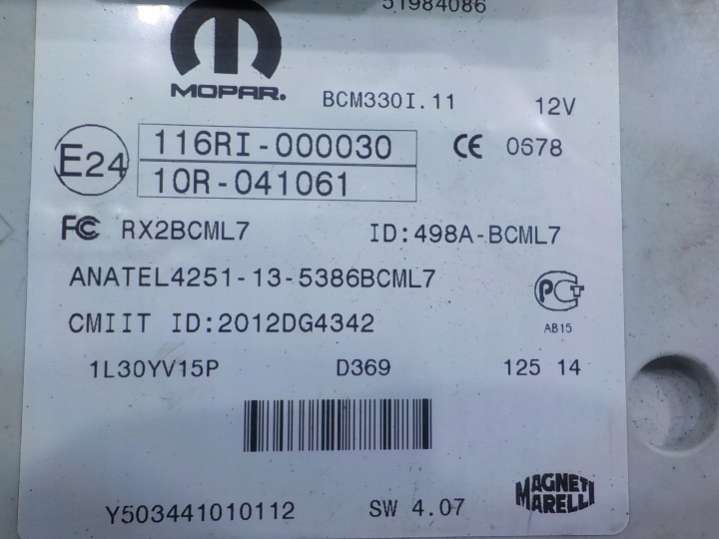 51984086
MOPAR.
BCM330I.11 12V
E24 116RI-000030 CE 0678
10R-041061
FC RX2BCML7 ID:498A-BCML7
ANATEL4251-13-5386BCML7
PCT
CMIIT ID:2012DG4342 AB15
1L30YV15P D369 125 14
MAGNETI
MARELLI
Y503441010112 SW 4.07